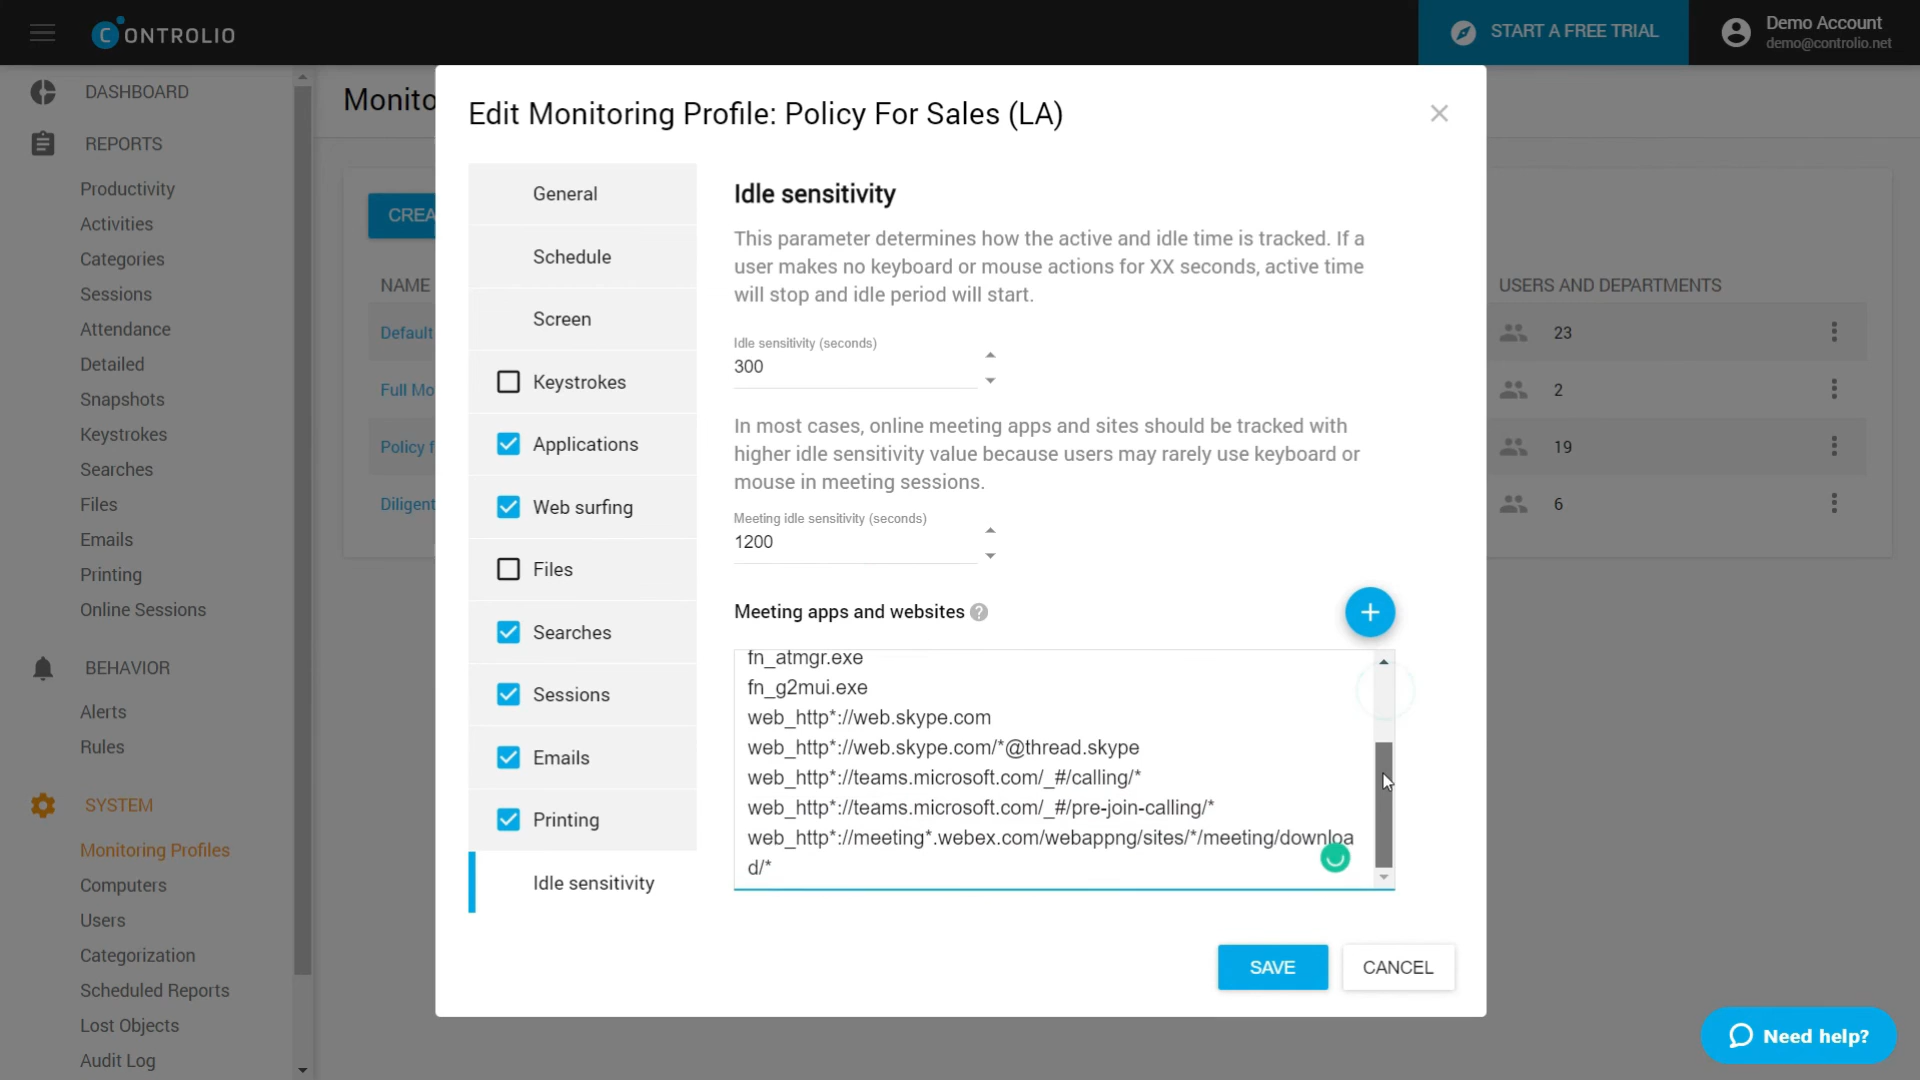 CONTROLIO
START A FREE TRIAL
Demo Account
demo@controlio.net
DASHBOARD
REPORTS
Productivity
Activities
Categories
Sessions
Attendance
Detailed
Snapshots
Keystrokes
Searches
Files
Emails
Printing
Online Sessions
BEHAVIOR
Alerts
Rules
SYSTEM
Monitoring Profiles
Computers
Users
Categorization
Scheduled Reports
Lost Objects
Audit Log
Monito
CREA
NAME
Default
Full Mo
Policy f
Diligent
USERS AND DEPARTMENTS
23
2
19
6
Edit Monitoring Profile: Policy For Sales (LA)
General
Schedule
Screen
Keystrokes
Applications
Web surfing
Files
Searches
Sessions
Emails
Printing
Idle sensitivity
Idle sensitivity
This parameter determines how the active and idle time is tracked. If a
user makes no keyboard or mouse actions for XX seconds, active time
will stop and idle period will start.
Idle sensitivity (seconds)
300
In most cases, online meeting apps and sites should be tracked with
higher idle sensitivity value because users may rarely use keyboard or
mouse in meeting sessions.
Meeting idle sensitivity (seconds)
1200
Meeting apps and websites ?
fn_atmgr.exe
fn_g2mui.exe
web_http*://web.skype.com
web_http*://web.skype.com/*@thread.skype
web_http*://teams.microsoft.com/_#/calling/*
web_http*://teams.microsoft.com/_#/pre-join-calling/*
web_http*://meeting*.webex.com/webappng/sites/*/meeting/downloa
d/*
SAVE
CANCEL
Need help?